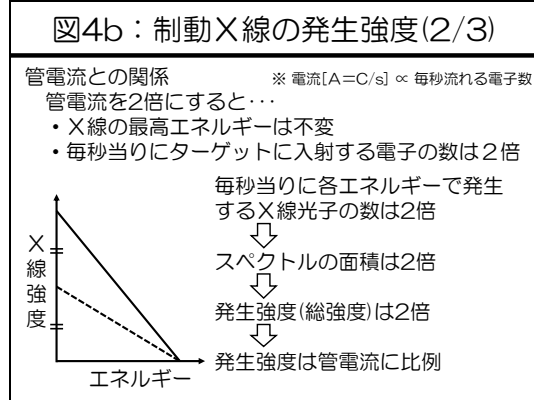 図4b：制動Ｘ線の発生強度(2/3)
管電流との関係　※ 電流[A＝C/s] ∝ 毎秒流れる電子数
管電流を2倍にすると･･･
・Ｘ線の最高エネルギーは不変
・毎秒当りにターゲットに入射する電子の数は２倍
毎秒当りに各エネルギーで発生
するＸ線光子の数は2倍
スペクトルの面積は2倍
発生強度(総強度)は2倍
発生強度は管電流に比例
Ｘ線強度
エネルギー